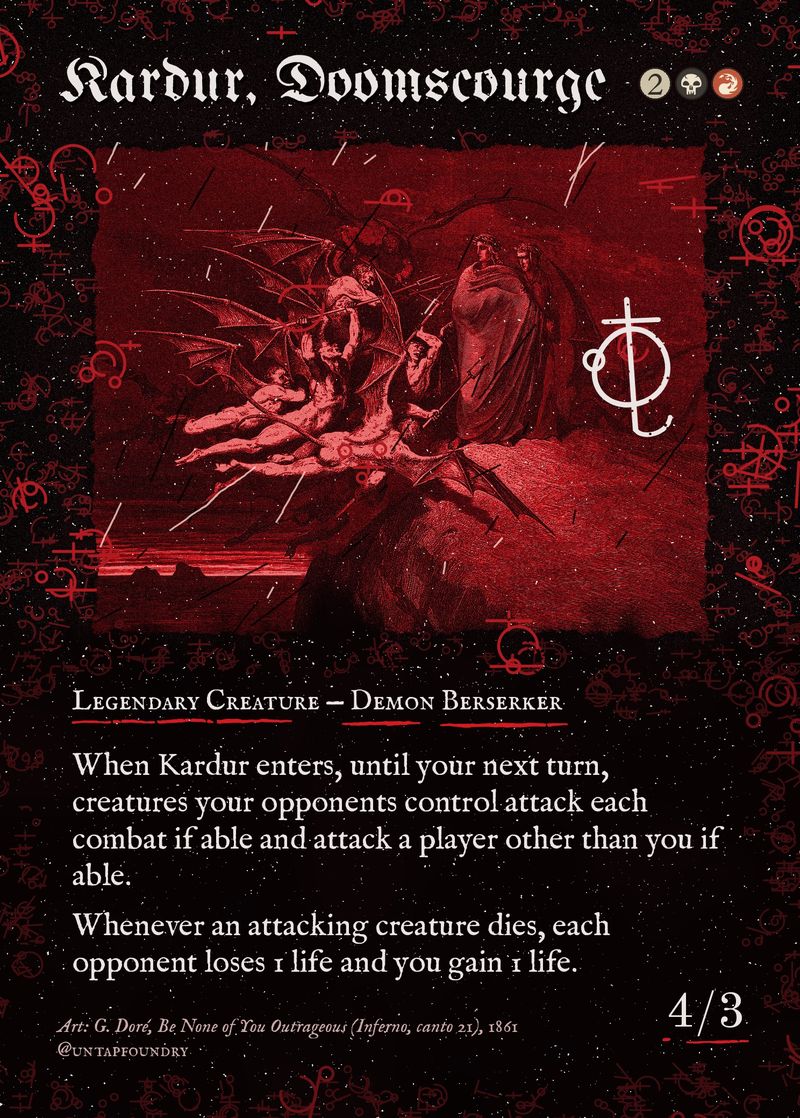 Kardur, Doomscourge 2
Legendary Creature – Demon Berserker
When Kardur enters, until your next turn,
creatures your opponents control attack each
combat if able and attack a player other than you if
able.
Whenever an attacking creature dies, each
opponent loses 1 life and you gain 1 life.
4/3
Art: G. Doré, Be None of You Outrageous (Inferno, canto 21), 1861
@untapfoundry